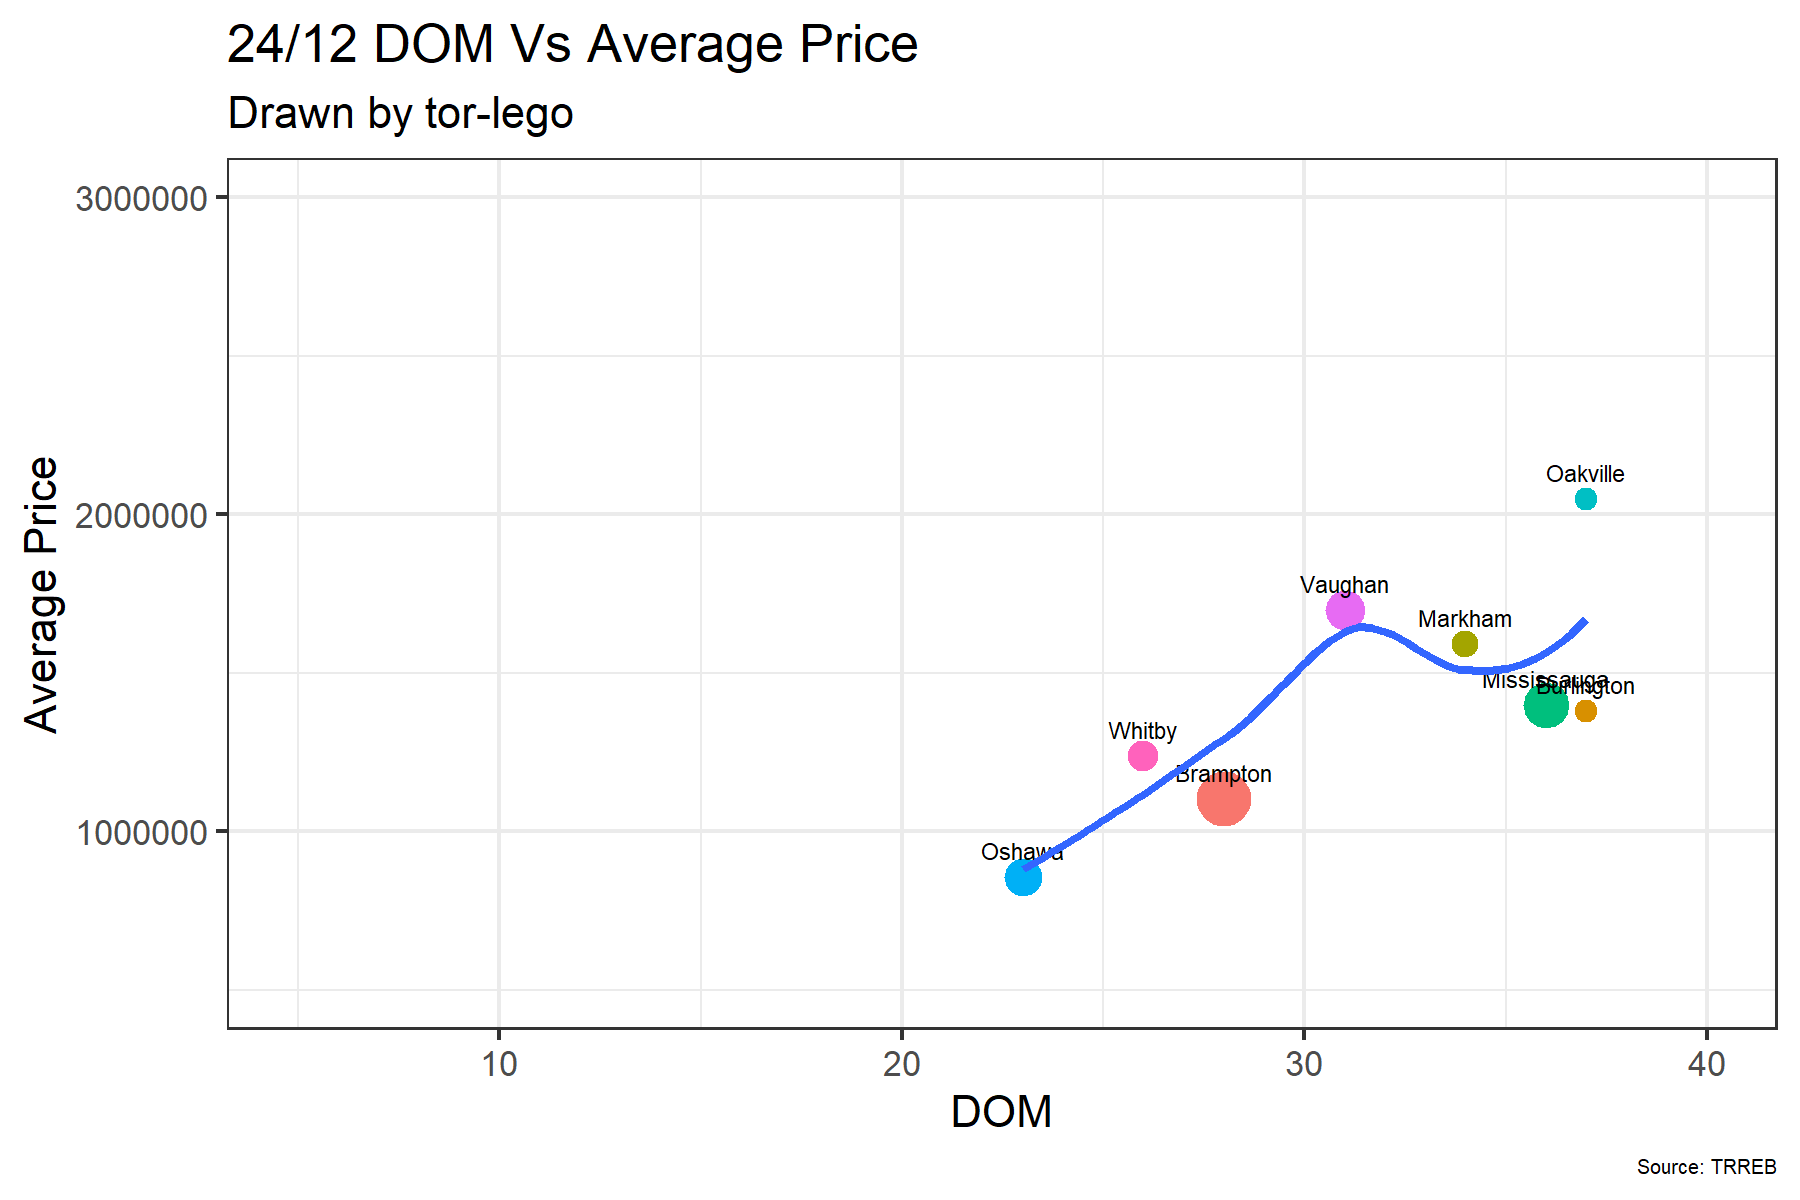 24/12 DOM Vs Average Price
Drawn by tor-lego
Average Price
3000000
2000000
1000000
Oakville
Vaughan
Markham
Mississauga
Burlington
Whitby
Brampton
Oshawa
10
20
30
40
DOM
Source: TRREB